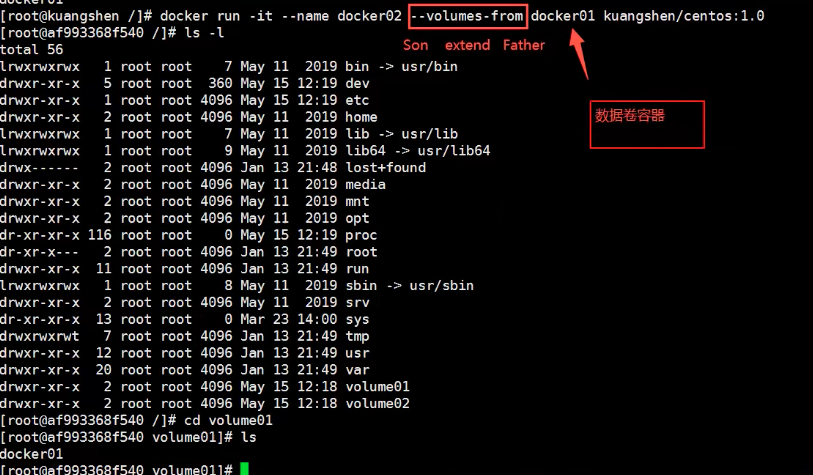 docker01
[root@kuangshen /]# docker run -it --name docker02 --volumes-from docker01 kuangshen/centos:1.0
[root@af993368f540 /]# ls -l
Son extend Father
total 56
lrwxrwxrwx 1 root root 7 May 11 2019 bin -> usr/bin
drwxr-xr-x 5 root root 360 May 15 12:19 dev
drwxr-xr-x 1 root root 4096 May 15 12:19 etc
drwxr-xr-x 2 root root 4096 May 11 2019 home
数据卷容器
lrwxrwxrwx 1 root root 7 May 11 2019 lib -> usr/lib
lrwxrwxrwx 1 root root 9 May 11 2019 lib64 -> usr/lib64
drwx------ 2 root root 4096 Jan 13 21:48 lost+found
drwxr-xr-x 2 root root 4096 May 11 2019 media
drwxr-xr-x 2 root root 4096 May 11 2019 mnt
drwxr-xr-x 2 root root 4096 May 11 2019 opt
dr-xr-xr-x 116 root root 0 May 15 12:19 proc
dr-xr-x--- 2 root root 4096 Jan 13 21:49 root
drwxr-xr-x 11 root root 4096 Jan 13 21:49 run
lrwxrwxrwx 1 root root 8 May 11 2019 sbin -> usr/sbin
drwxr-xr-x 2 root root 4096 May 11 2019 srv
dr-xr-xr-x 13 root root 0 Mar 23 14:00 sys
drwxrwxrwt 7 root root 4096 Jan 13 21:49 tmp
drwxr-xr-x 12 root root 4096 Jan 13 21:49 usr
drwxr-xr-x 20 root root 4096 Jan 13 21:49 var
drwxr-xr-x 2 root root 4096 May 15 12:18 volume01
drwxr-xr-x 2 root root 4096 May 15 12:18 volume02
[root@af993368f540 /]# cd volume01
[root@af993368f540 volume01]# ls
docker01
[root@af993368f540 volume01]#